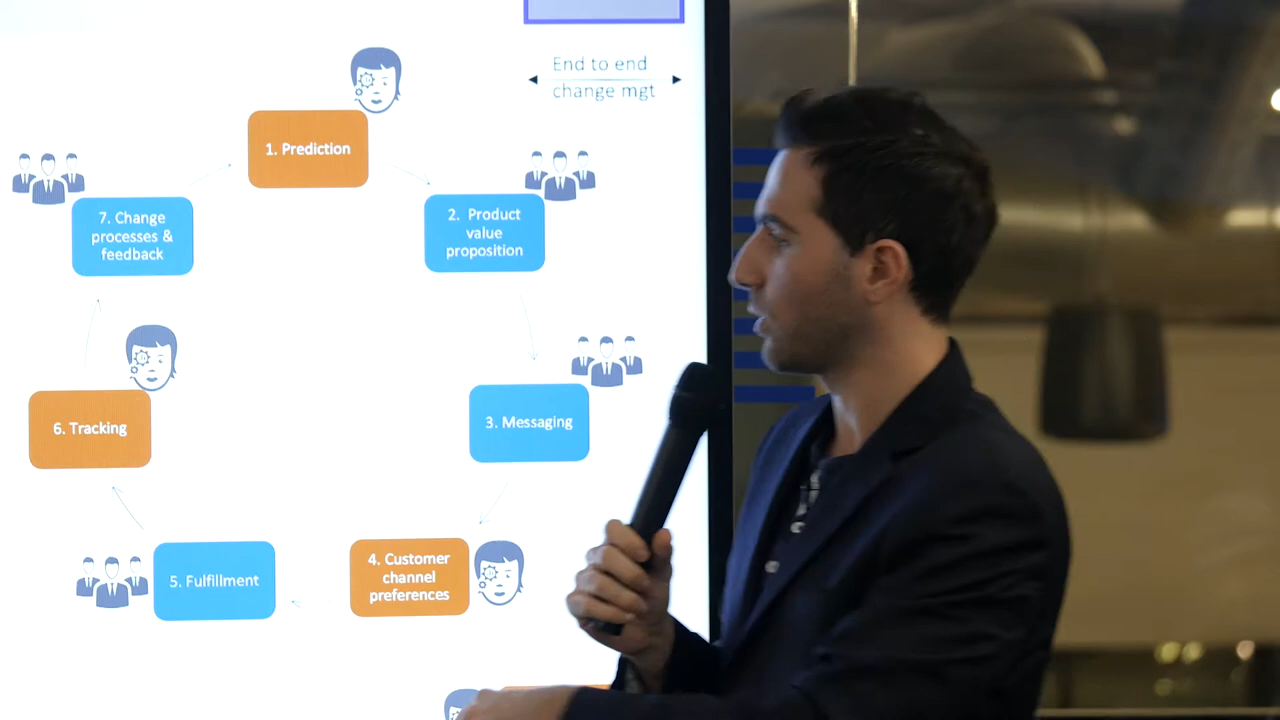 End to end
change mgt
1. Prediction
2. Product
value
proposition
3. Messaging
4. Customer
channel
preferences
5. Fulfillment
6. Tracking
7. Change
processes &
feedback